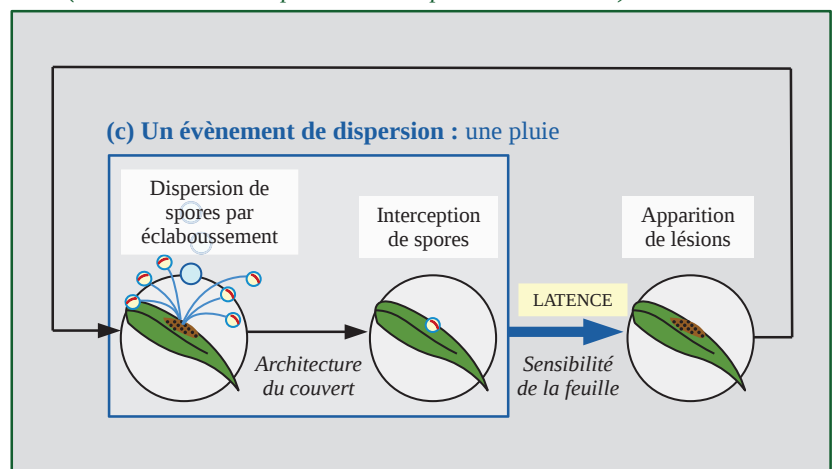 (c) Un évènement de dispersion : une pluie
Dispersion de
spores par
éclaboussement
Interception
de spores
Apparition
de lésions
LATENCE
Architecture
du couvert
Sensibilité
de la feuille